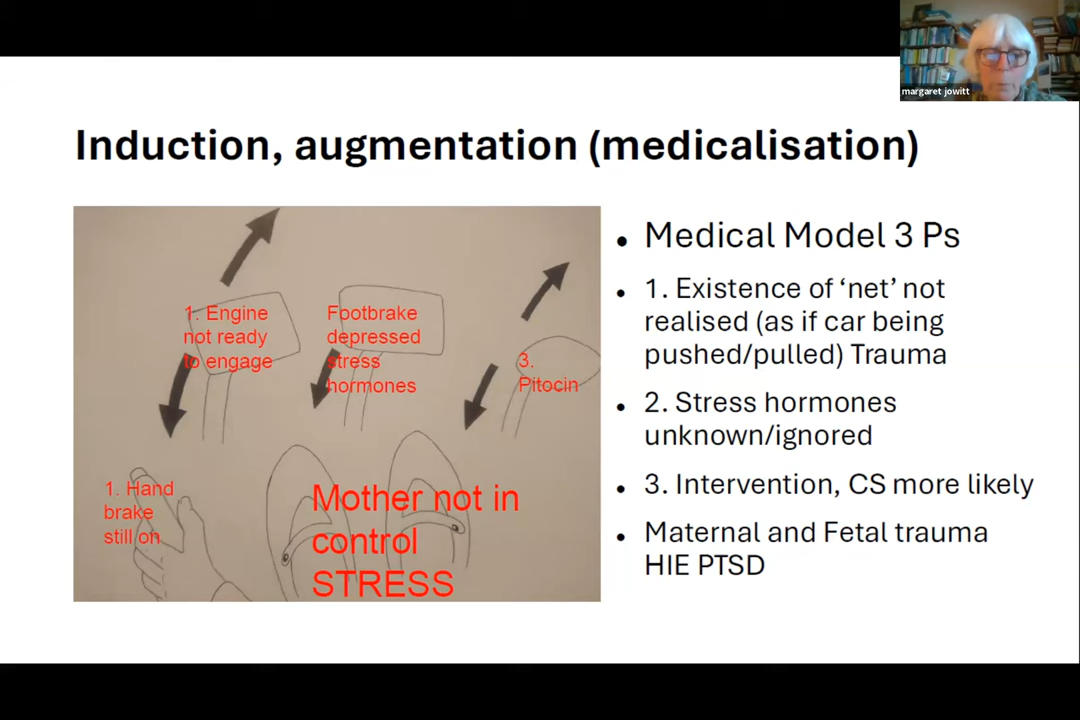 margaret jowitt
Induction, augmentation (medicalisation)
1. Engine
not ready
to engage
Footbrake
depressed
stress
hormones
3.
Pitocin
1. Hand
brake
still on
Mother not in
control
STRESS
• Medical Model 3 Ps
• 1. Existence of ‘net’ not
realised (as if car being
pushed/pulled) Trauma
• 2. Stress hormones
unknown/ignored
• 3. Intervention, CS more likely
• Maternal and Fetal trauma
HIE PTSD